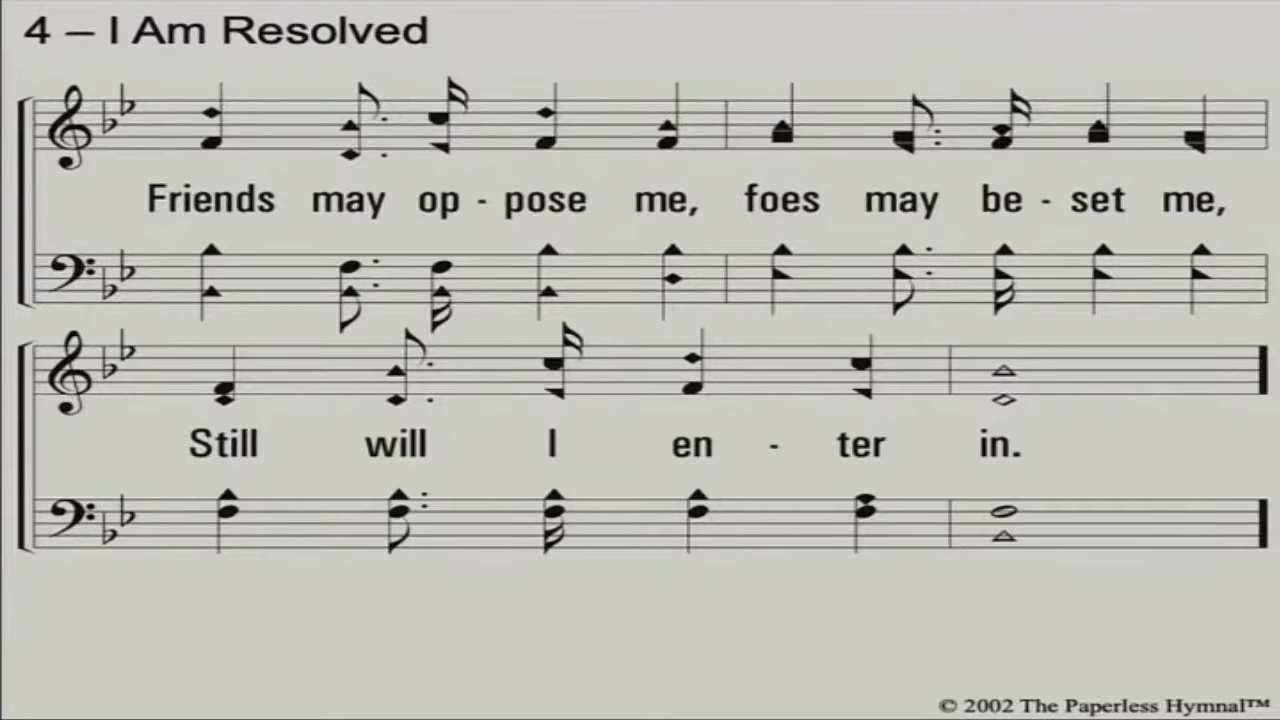 4 – I Am Resolved
Friends may op - pose me, foes may be - set me,
Still will I en - ter in.
© 2002 The Paperless Hymnal™